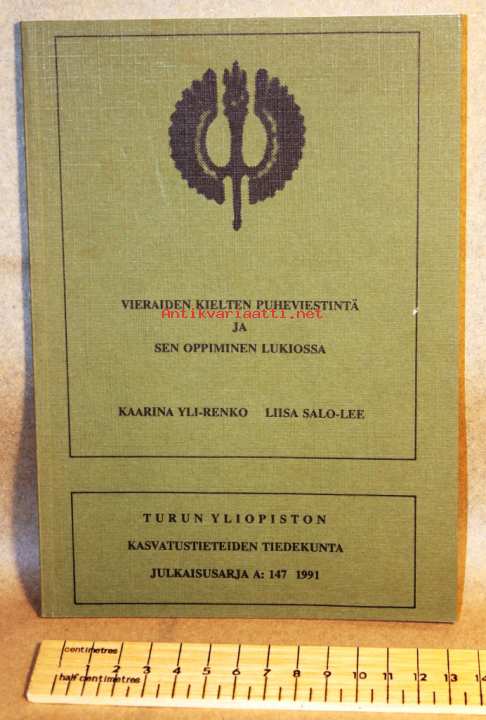 VIERAIDEN KIELTEN PUHEVIESTINTÄ
Antikvariaatti.net
JA
SEN OPPIMINEN LUKIOSSA
KAARINA YLI-RENKO LIISA SALO-LEE
TURUN YLIOPISTON
KASVATUSTIETEIDEN TIEDEKUNTA
JULKAISUSARJA A: 147 1991
centimetres
1 2 3 4 5 6 7 8 9 10 11 12 13 14
half centimetres